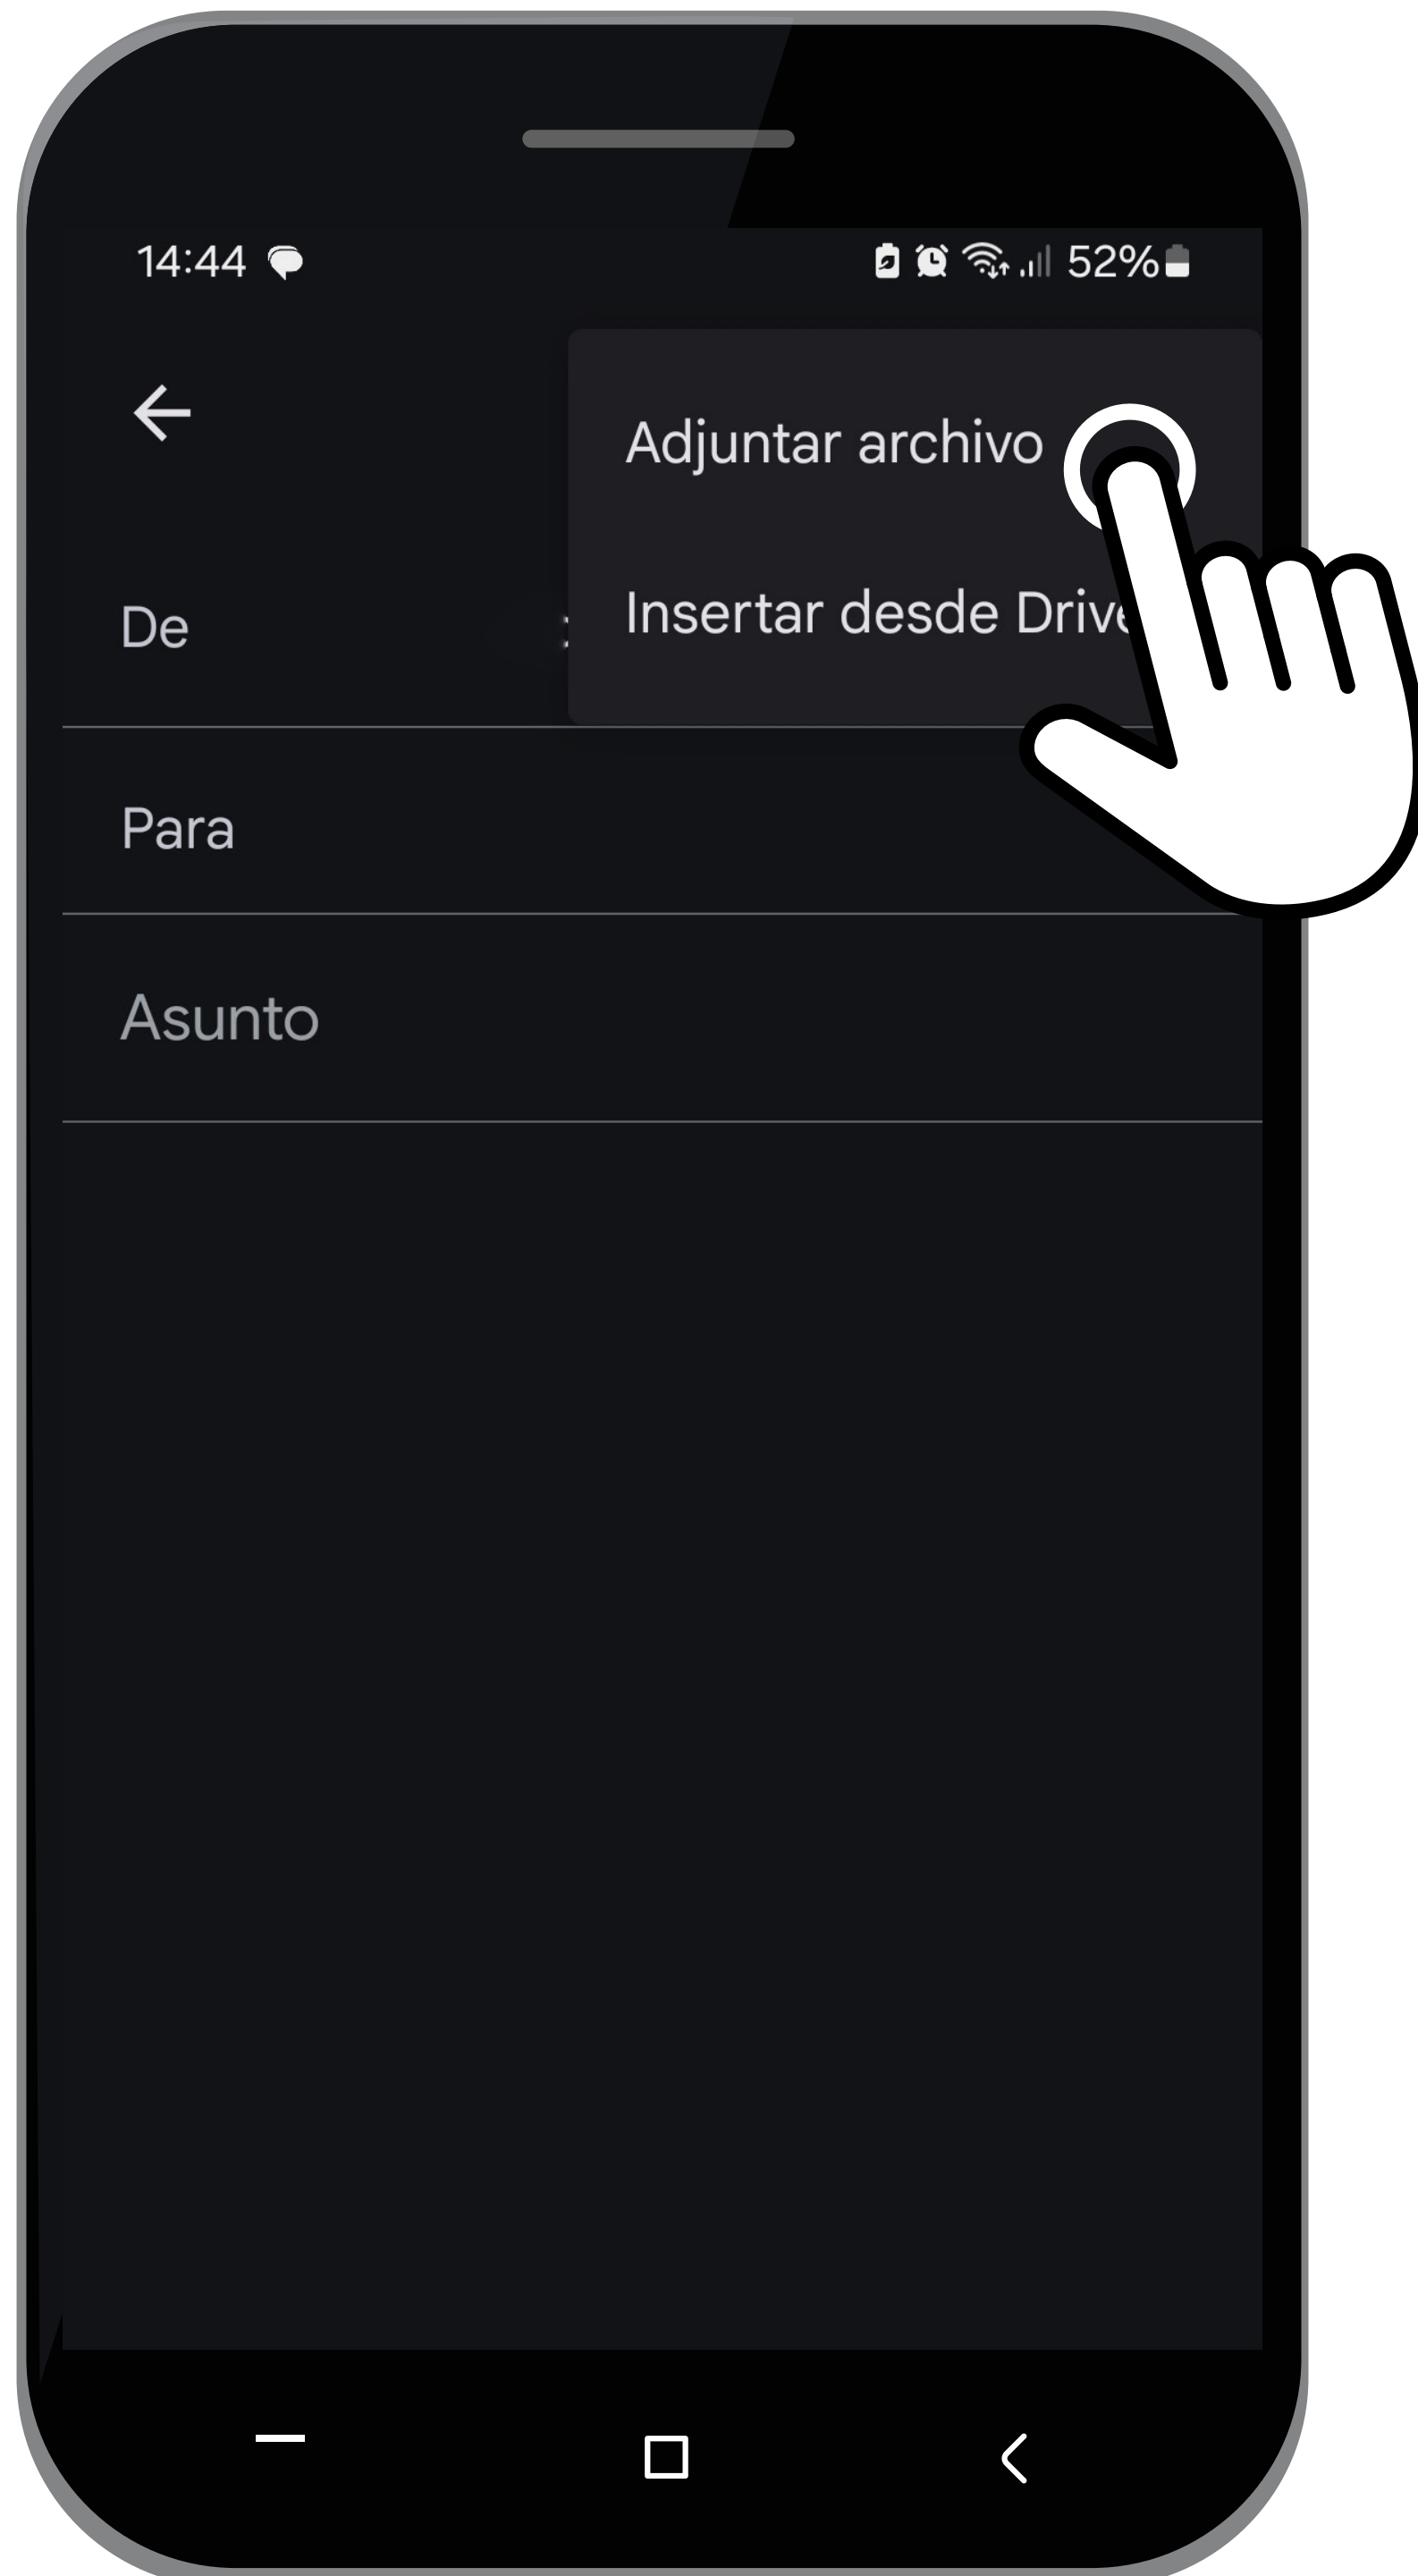 14:44 52%
Adjuntar archivo
Insertar desde Drive
De
Para
Asunto